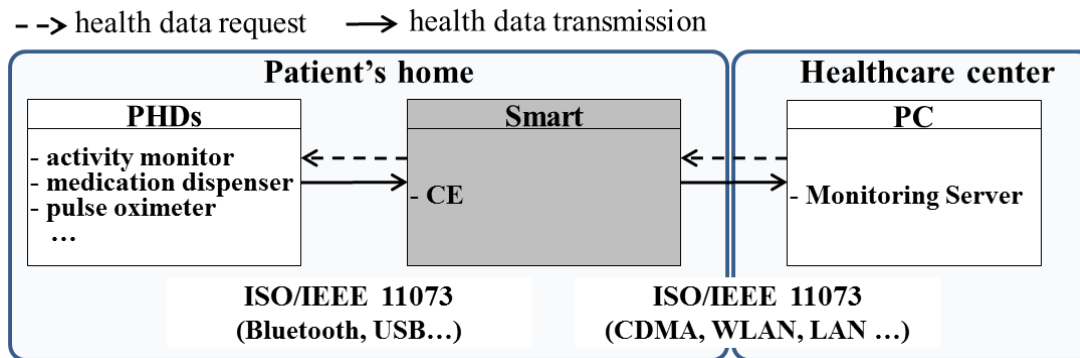 health data request
health data transmission
Patient's home
Healthcare center
PHDs
- activity monitor
- medication dispenser
- pulse oximeter
...
Smart
- CE
PC
- Monitoring Server
ISO/IEEE 11073
(Bluetooth, USB...)
ISO/IEEE 11073
(CDMA, WLAN, LAN ...)